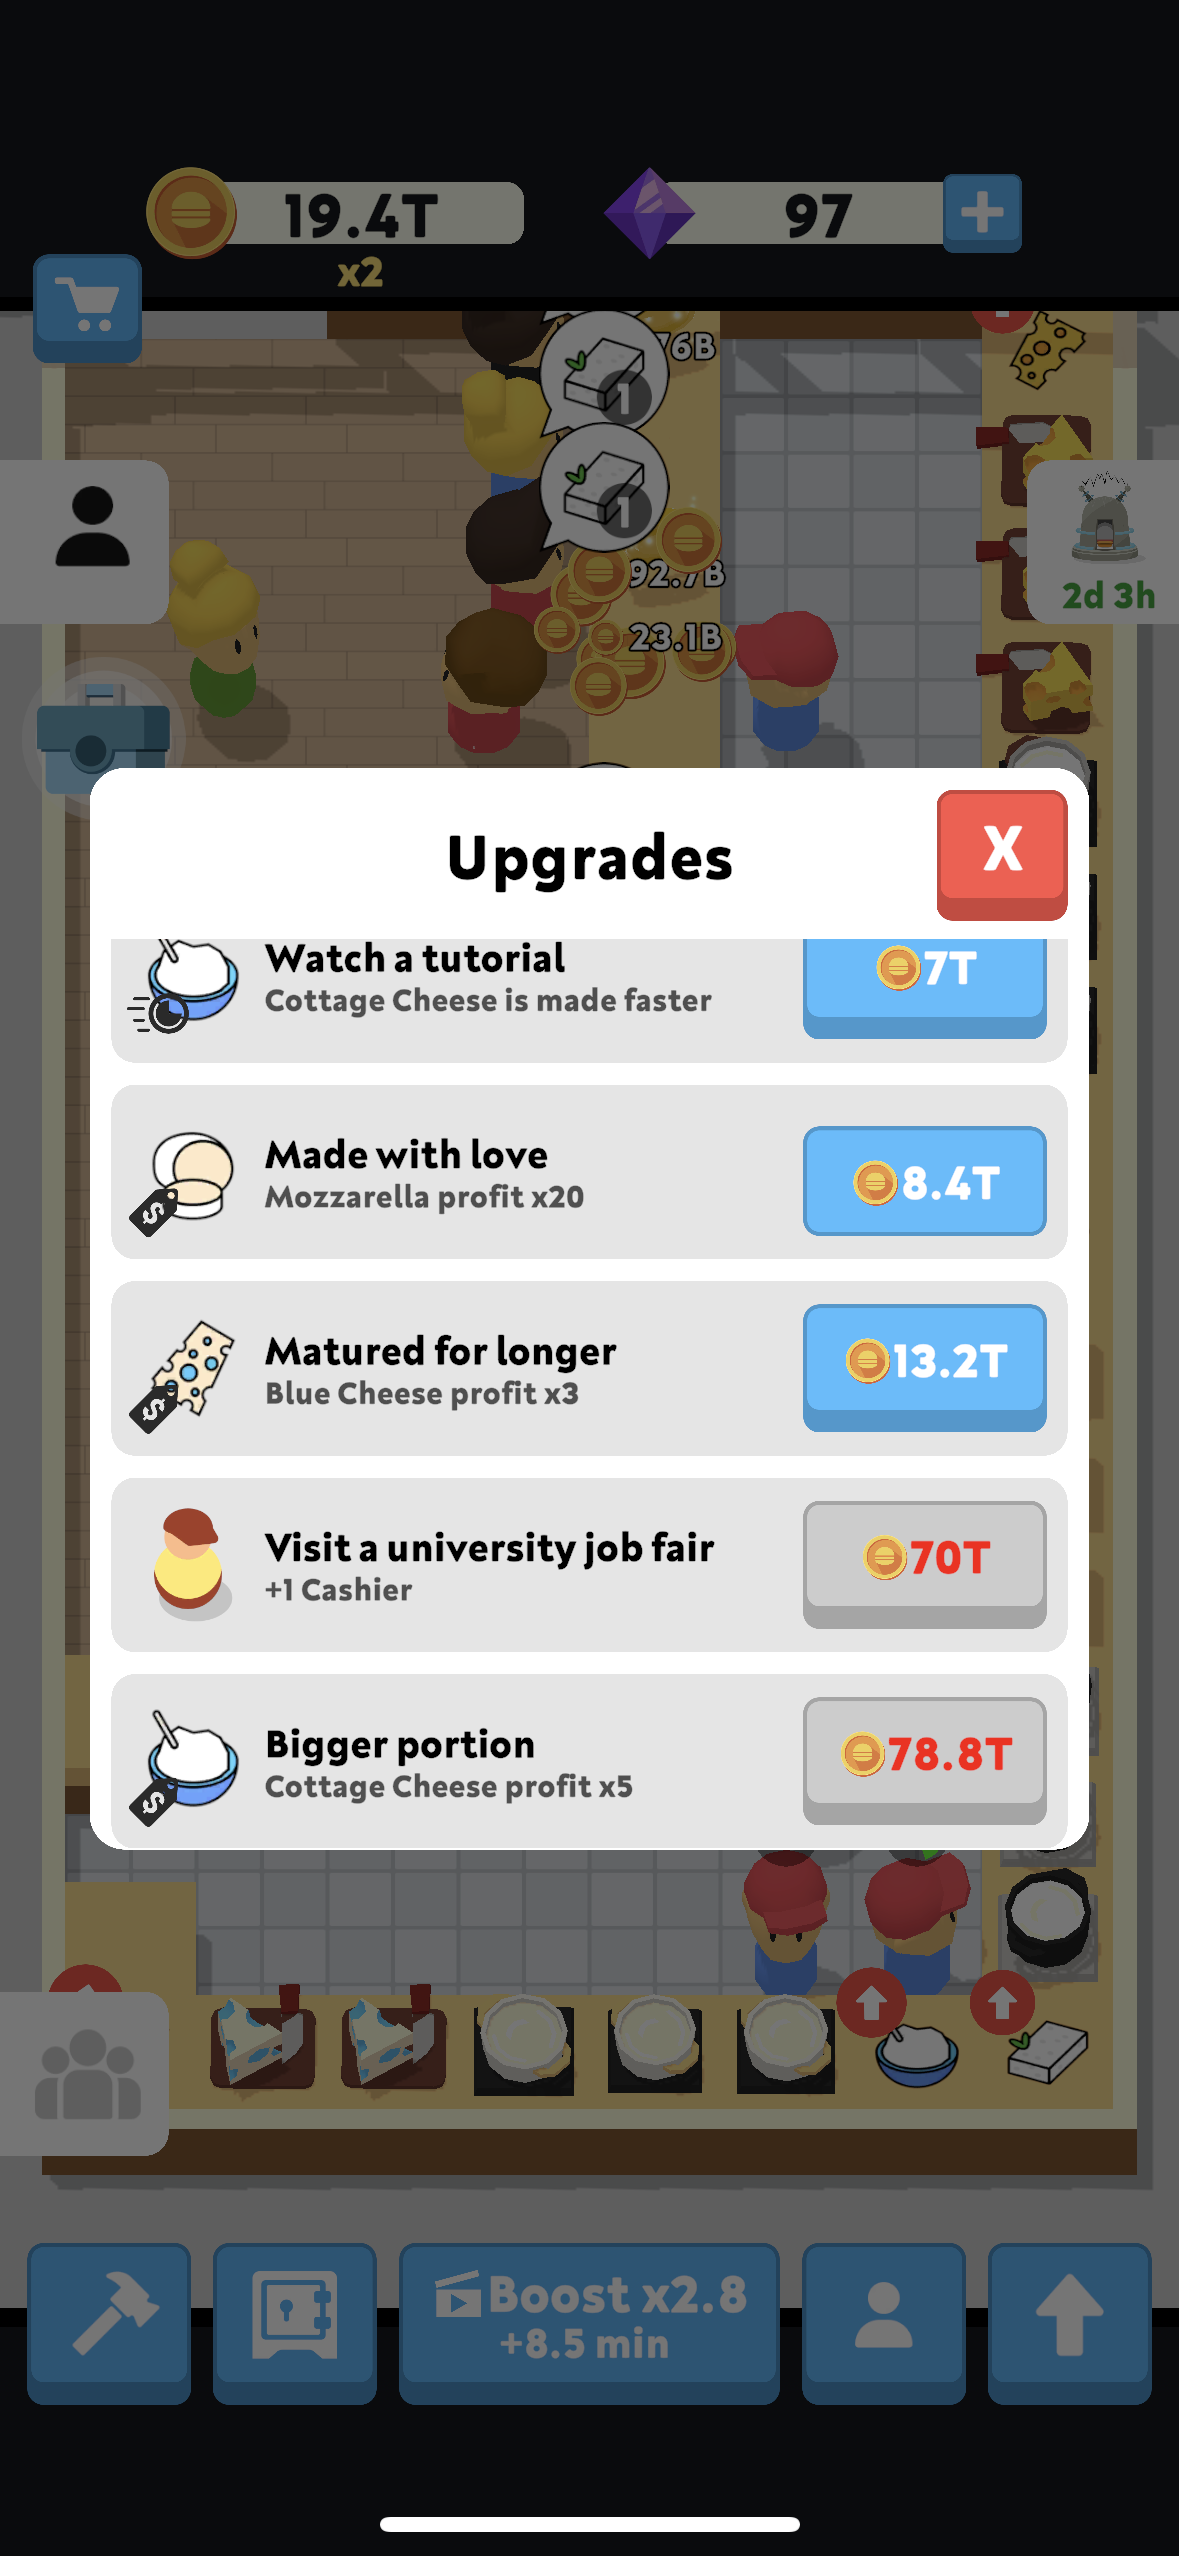 19.4T
97
x2
76B
1
1
92.7B
23.1B
2d 3h
Upgrades
X
Watch a tutorial
Cottage Cheese is made faster
7T
Made with love
Mozzarella profit x20
8.4T
Matured for longer
Blue Cheese profit x3
13.2T
Visit a university job fair
+1 Cashier
70T
Bigger portion
Cottage Cheese profit x5
78.8T
Boost x2.8
+8.5 min